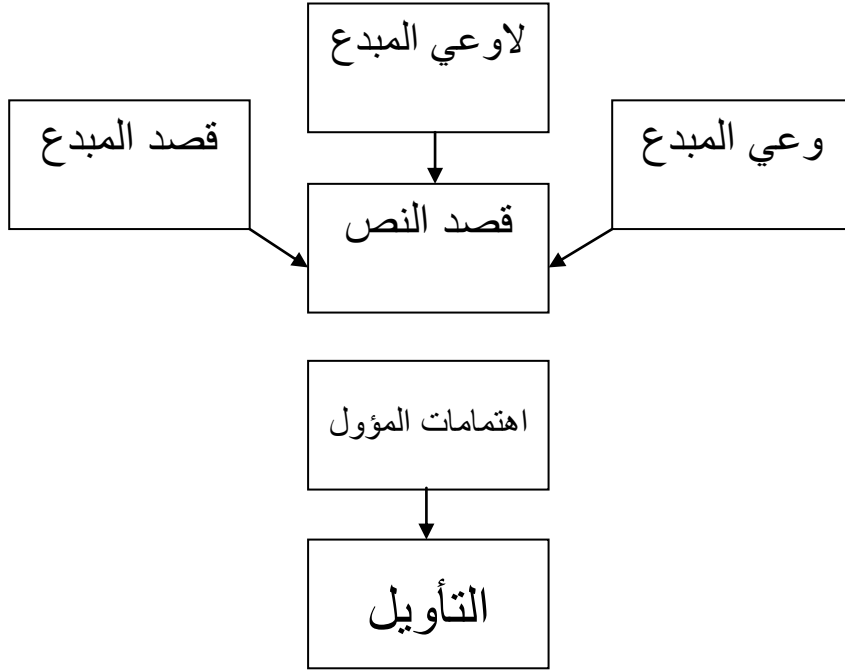 لاوعي المبدع
وعي المبدع
قصد المبدع
قصد النص
اهتمامات المؤول
التأويل